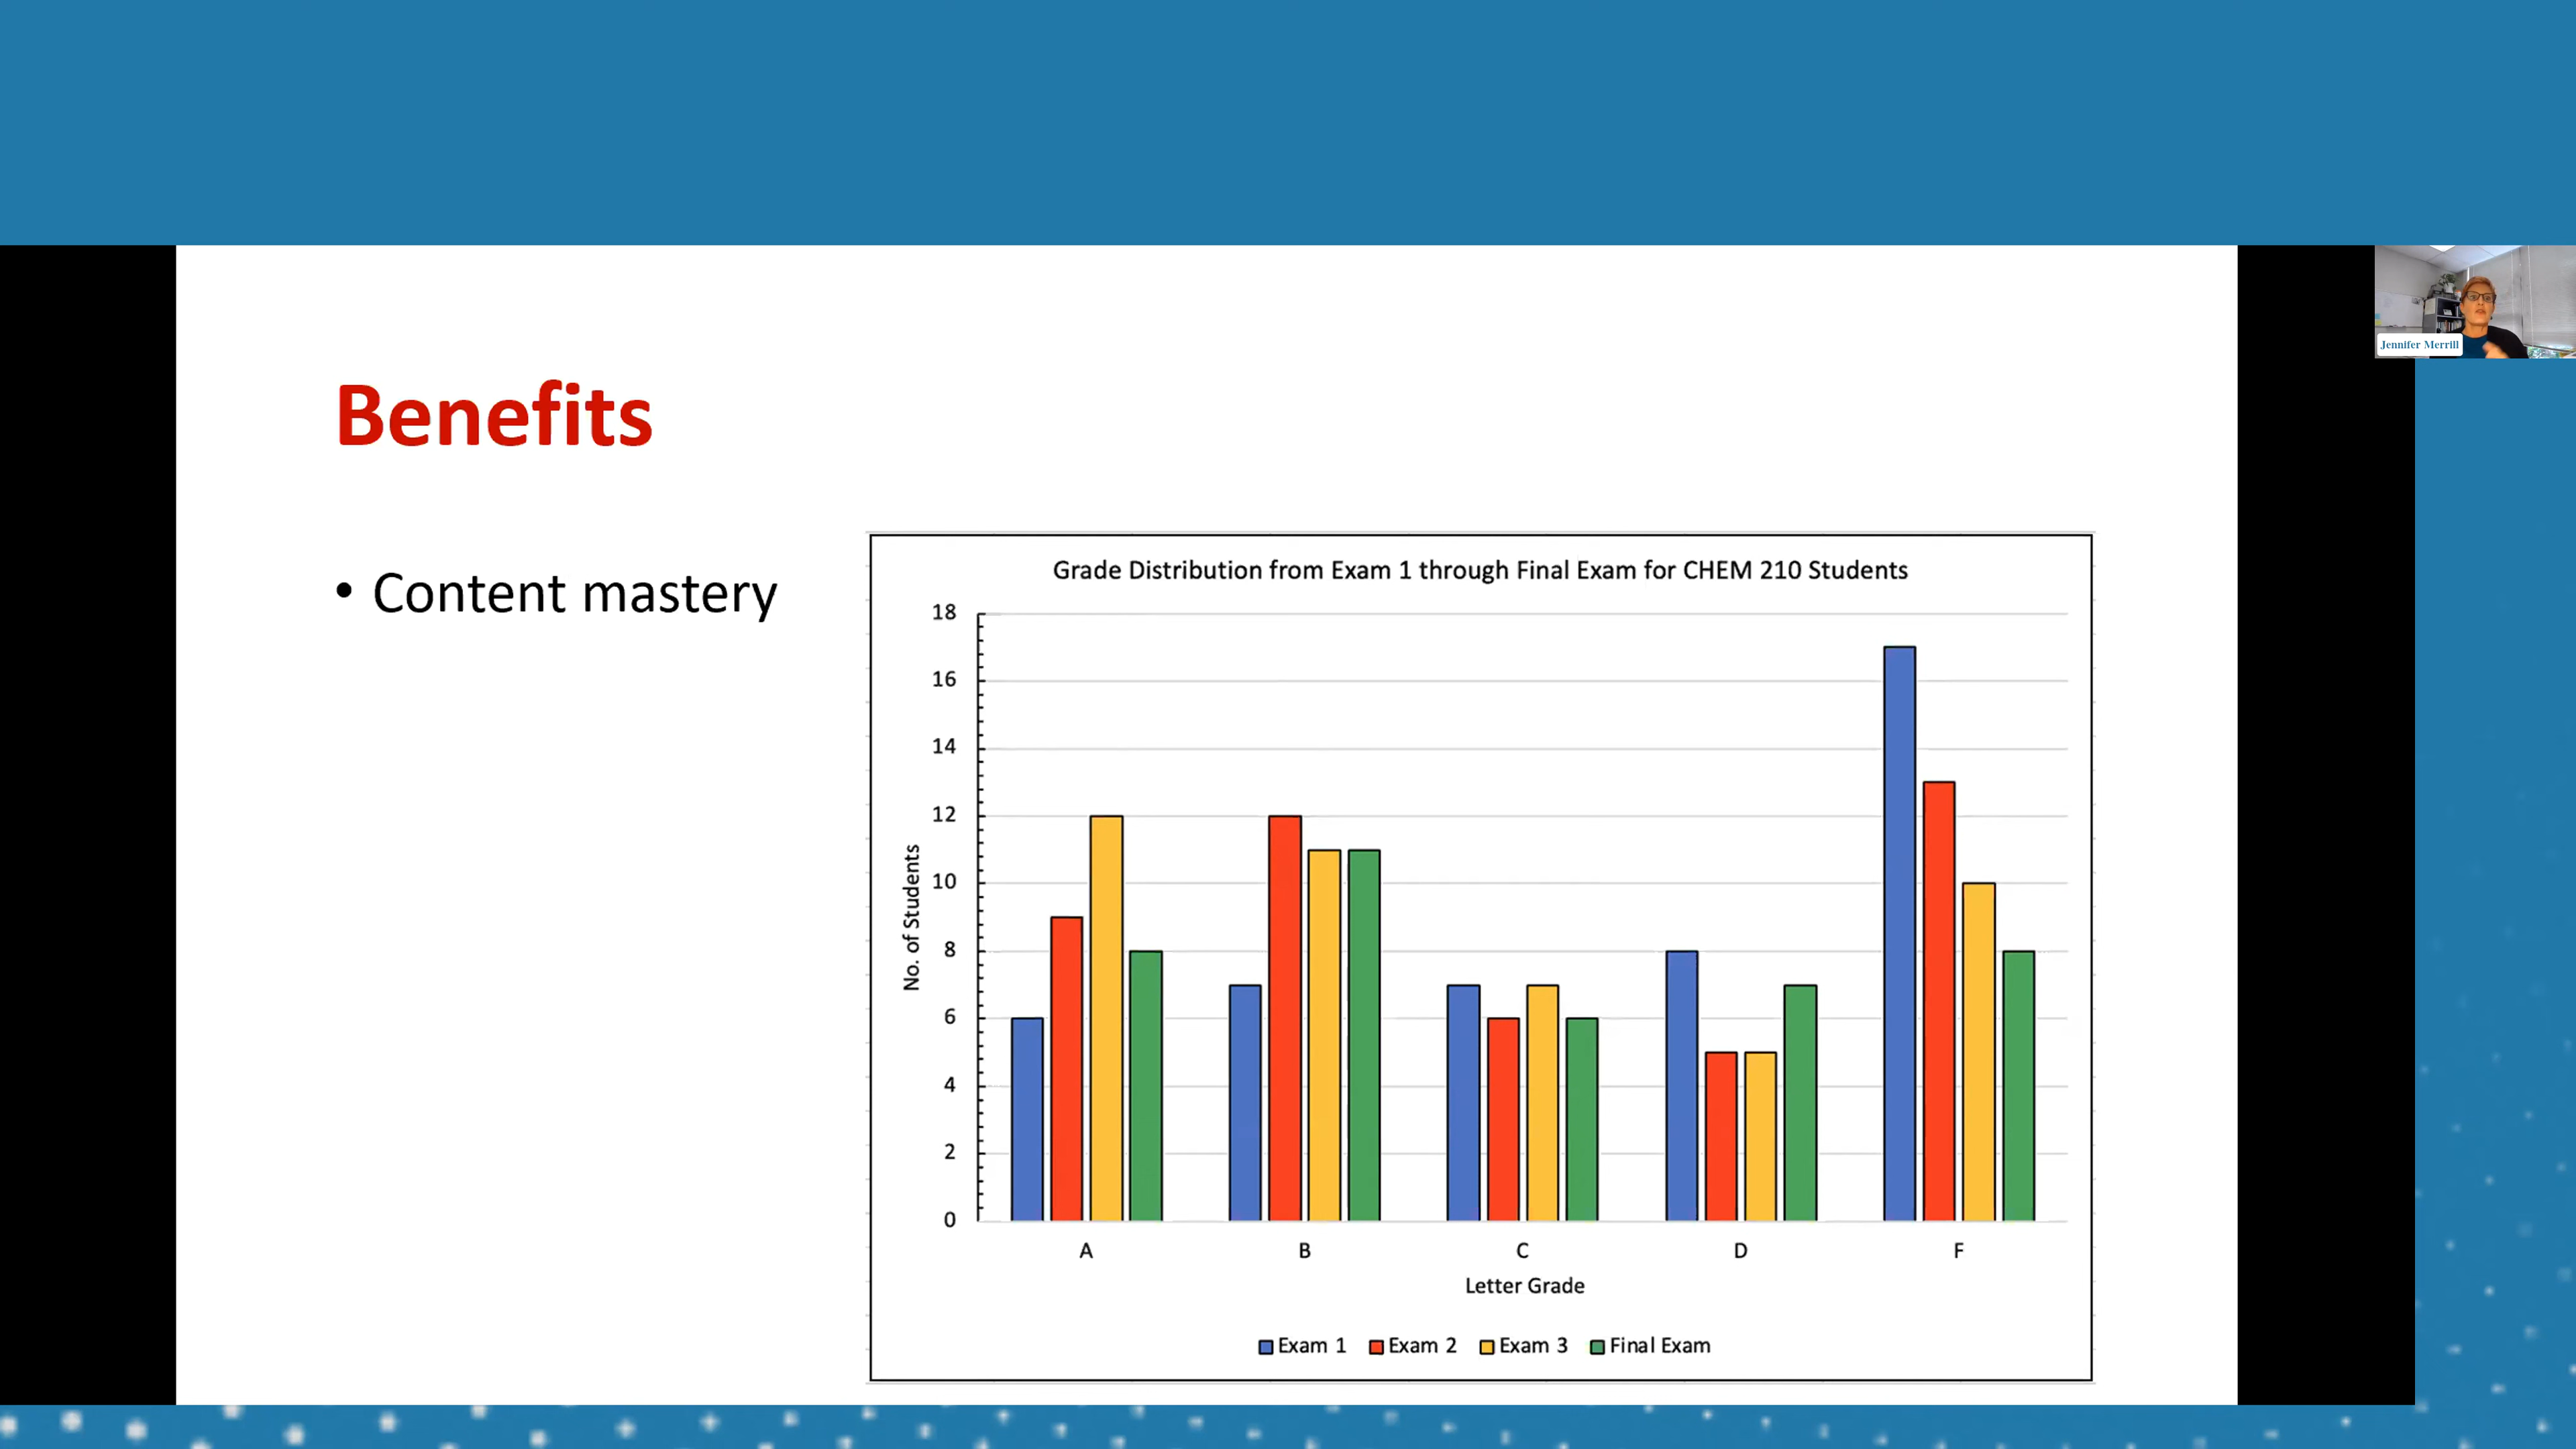 Jennifer Merrill
Benefits
• Content mastery
Grade Distribution from Exam 1 through Final Exam for CHEM 210 Students
18
16
14
12
10
8
6
4
2
0
No. of Students
A B C D F
Letter Grade
Exam 1 Exam 2 Exam 3 Final Exam